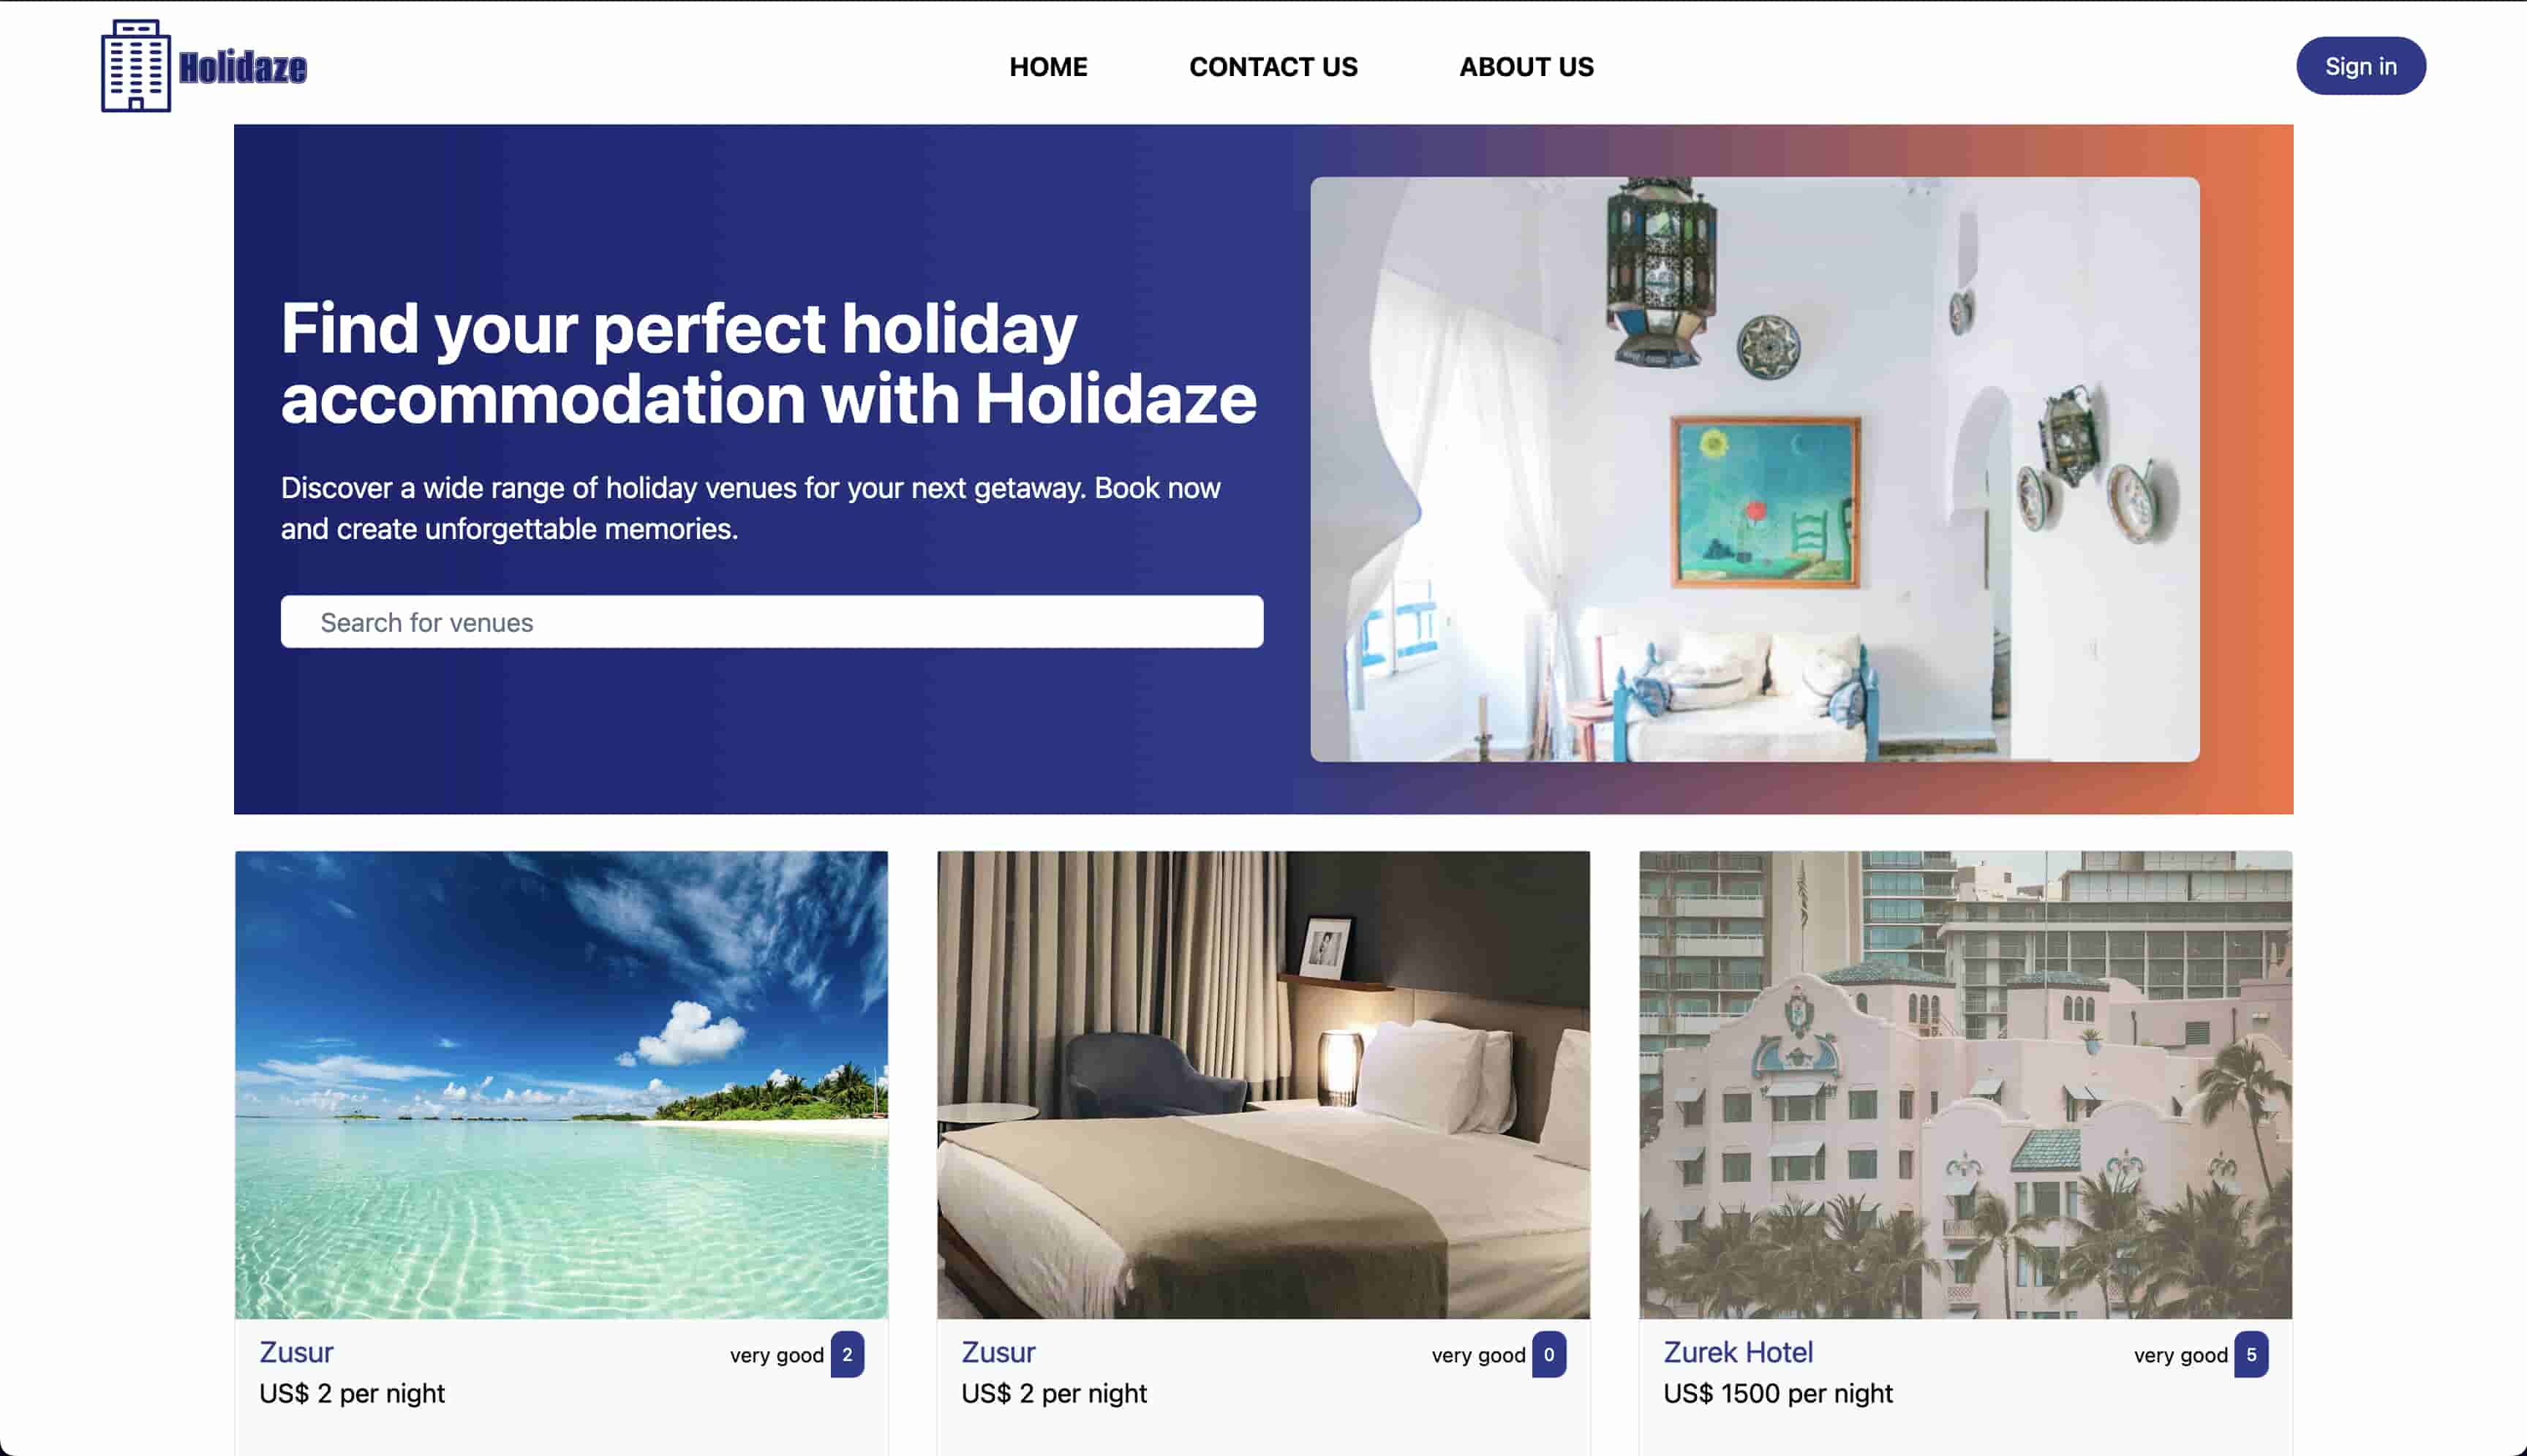 Holidaze
HOME
CONTACT US
ABOUT US
Sign in
Find your perfect holiday
accommodation with Holidaze
Discover a wide range of holiday venues for your next getaway. Book now
and create unforgettable memories.
Search for venues
Zusur
very good 2
US$ 2 per night
Zusur
very good 0
US$ 2 per night
Zurek Hotel
very good 5
US$ 1500 per night